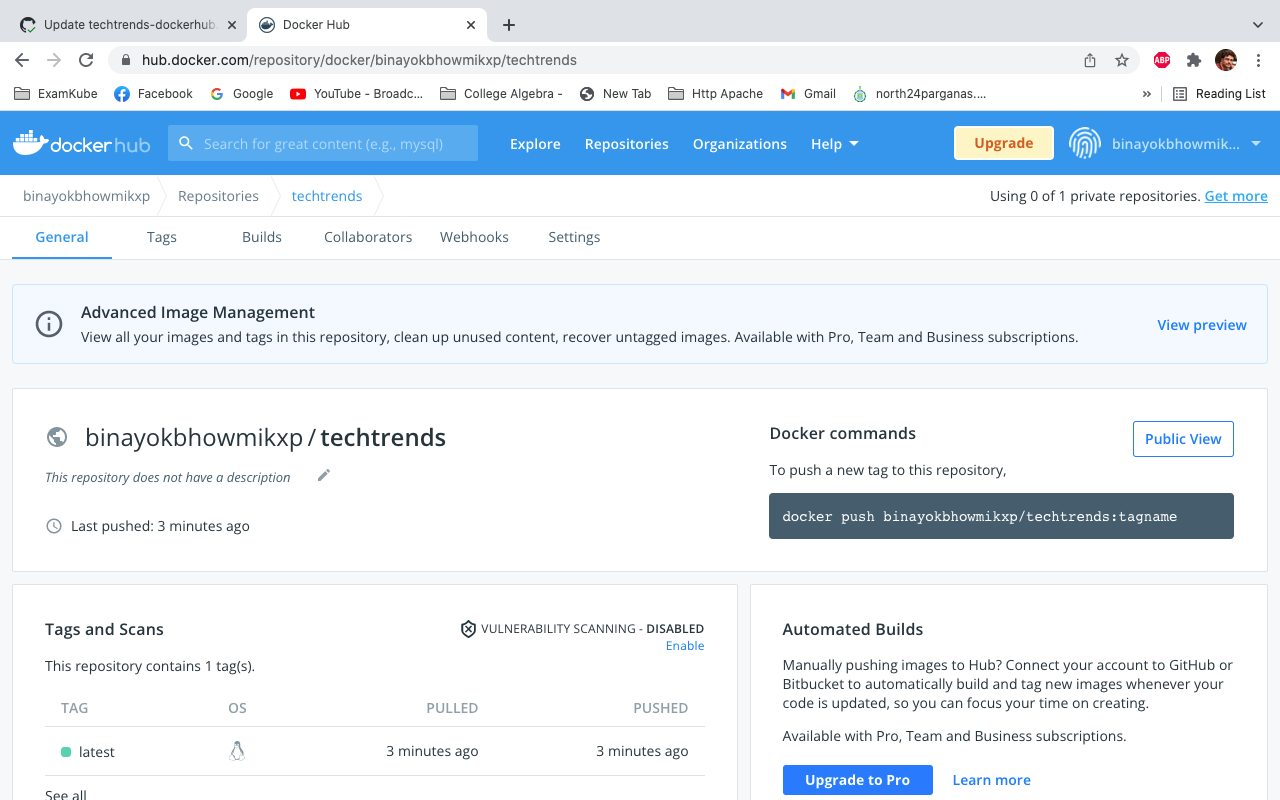 Update techtrends-dockerhub
Docker Hub
hub.docker.com/repository/docker/binayokbhowmikxp/techtrends
ABP
ExamKube
Facebook
Google
YouTube - Broadc...
College Algebra -
New Tab
Http Apache
Gmail
north24parganas....
»
Reading List
docker hub
Search for great content (e.g., mysql)
Explore
Repositories
Organizations
Help
Upgrade
binayokbhowmik...
binayokbhowmikxp
Repositories
techtrends
Using 0 of 1 private repositories. Get more
General
Tags
Builds
Collaborators
Webhooks
Settings
Advanced Image Management
View all your images and tags in this repository, clean up unused content, recover untagged images. Available with Pro, Team and Business subscriptions.
View preview
binayokbhowmikxp / techtrends
This repository does not have a description
Last pushed: 3 minutes ago
Docker commands
Public View
To push a new tag to this repository,
docker push binayokbhowmikxp/techtrends:tagname
Tags and Scans
VULNERABILITY SCANNING - DISABLED
Enable
This repository contains 1 tag(s).
TAG OS PULLED PUSHED
latest 3 minutes ago 3 minutes ago
See all
Automated Builds
Manually pushing images to Hub? Connect your account to GitHub or
Bitbucket to automatically build and tag new images whenever your
code is updated, so you can focus your time on creating.
Available with Pro, Team and Business subscriptions.
Upgrade to Pro
Learn more